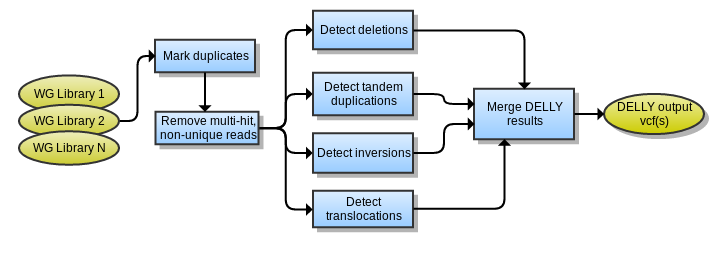 WG Library 1
WG Library 2
WG Library N
Mark duplicates
Remove multi-hit,
non-unique reads
Detect deletions
Detect tandem
duplications
Detect inversions
Detect
translocations
Merge DELLY
results
DELLY output
vcf(s)